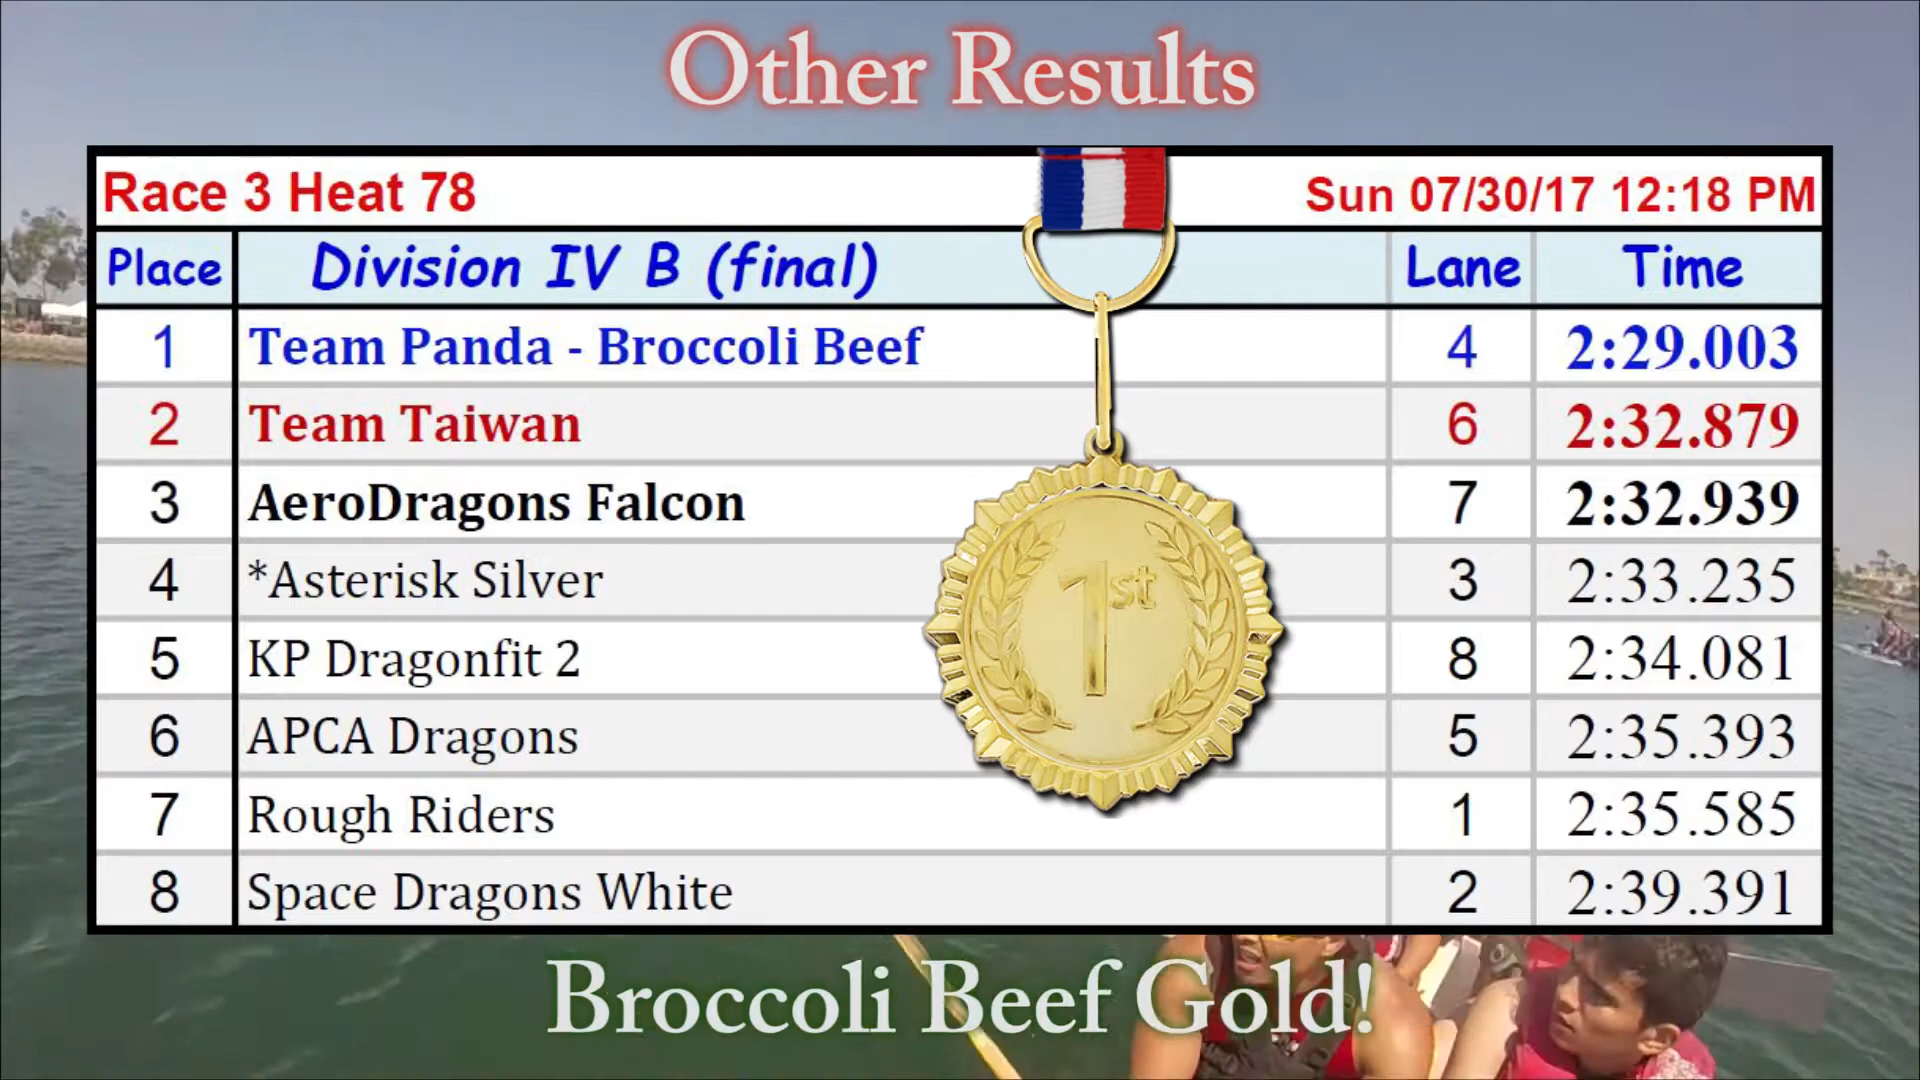 Other Results
Race 3 Heat 78 Sun 07/30/17 12:18 PM
Place Division IV B (final) Lane Time
1 Team Panda - Broccoli Beef 4 2:29.003
2 Team Taiwan 6 2:32.879
3 AeroDragons Falcon 7 2:32.939
4 *Asterisk Silver 3 2:33.235
5 KP Dragonfit 2 8 2:34.081
6 APCA Dragons 5 2:35.393
7 Rough Riders 1 2:35.585
8 Space Dragons White 2 2:39.391
1st
Broccoli Beef Gold!